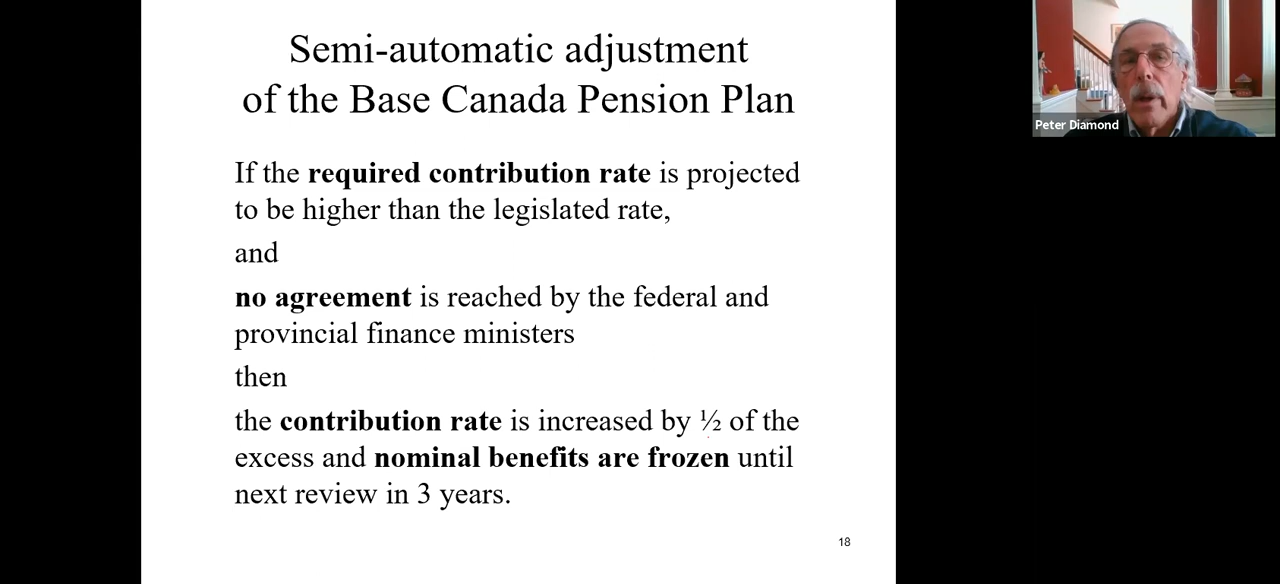 Semi-automatic adjustment
of the Base Canada Pension Plan
If the required contribution rate is projected
to be higher than the legislated rate,
and
no agreement is reached by the federal and
provincial finance ministers
then
the contribution rate is increased by ½ of the
excess and nominal benefits are frozen until
next review in 3 years.
18
Peter Diamond